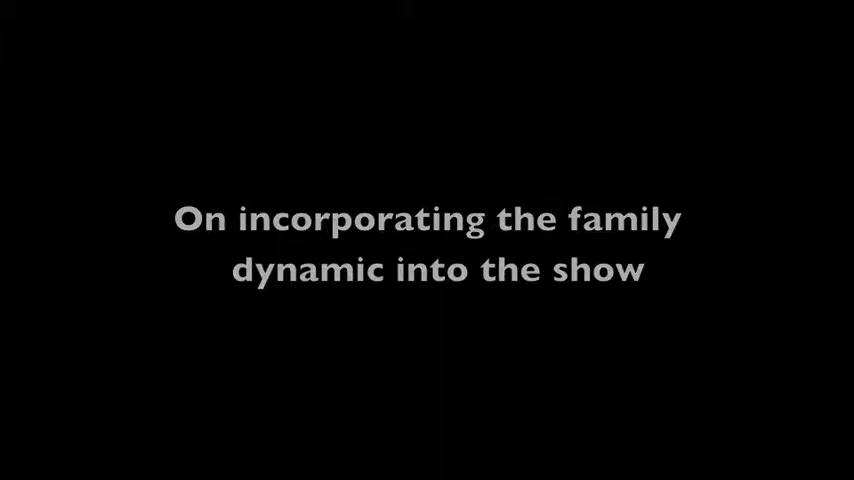 On incorporating the family
dynamic into the show